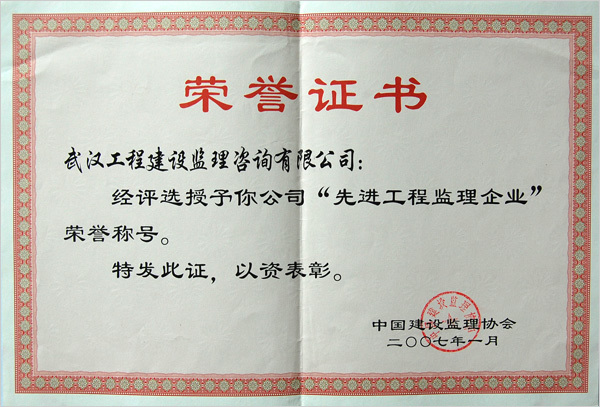 荣誉证书
武汉工程建设监理咨询有限公司：
经评选授予你公司“先进工程监理企业”
荣誉称号。
特发此证，以资表彰。
中国建设监理协会
二〇〇七年一月